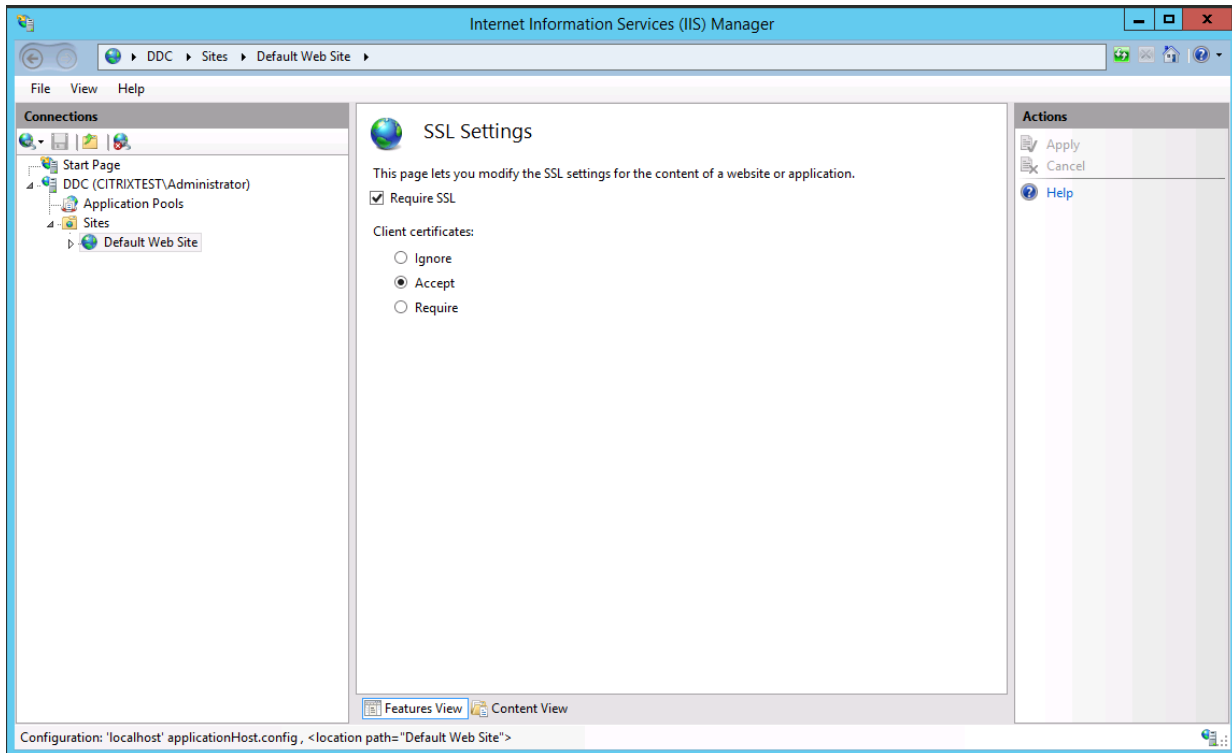 Internet Information Services (IIS) Manager
DDC Sites Default Web Site
File View Help
Connections
Start Page
DDC (CITRIXTEST\Administrator)
Application Pools
Sites
Default Web Site
SSL Settings
This page lets you modify the SSL settings for the content of a website or application.
Require SSL
Client certificates:
Ignore
Accept
Require
Features View Content View
Actions
Apply
Cancel
Help
Configuration: 'localhost' applicationHost.config , <location path="Default Web Site">